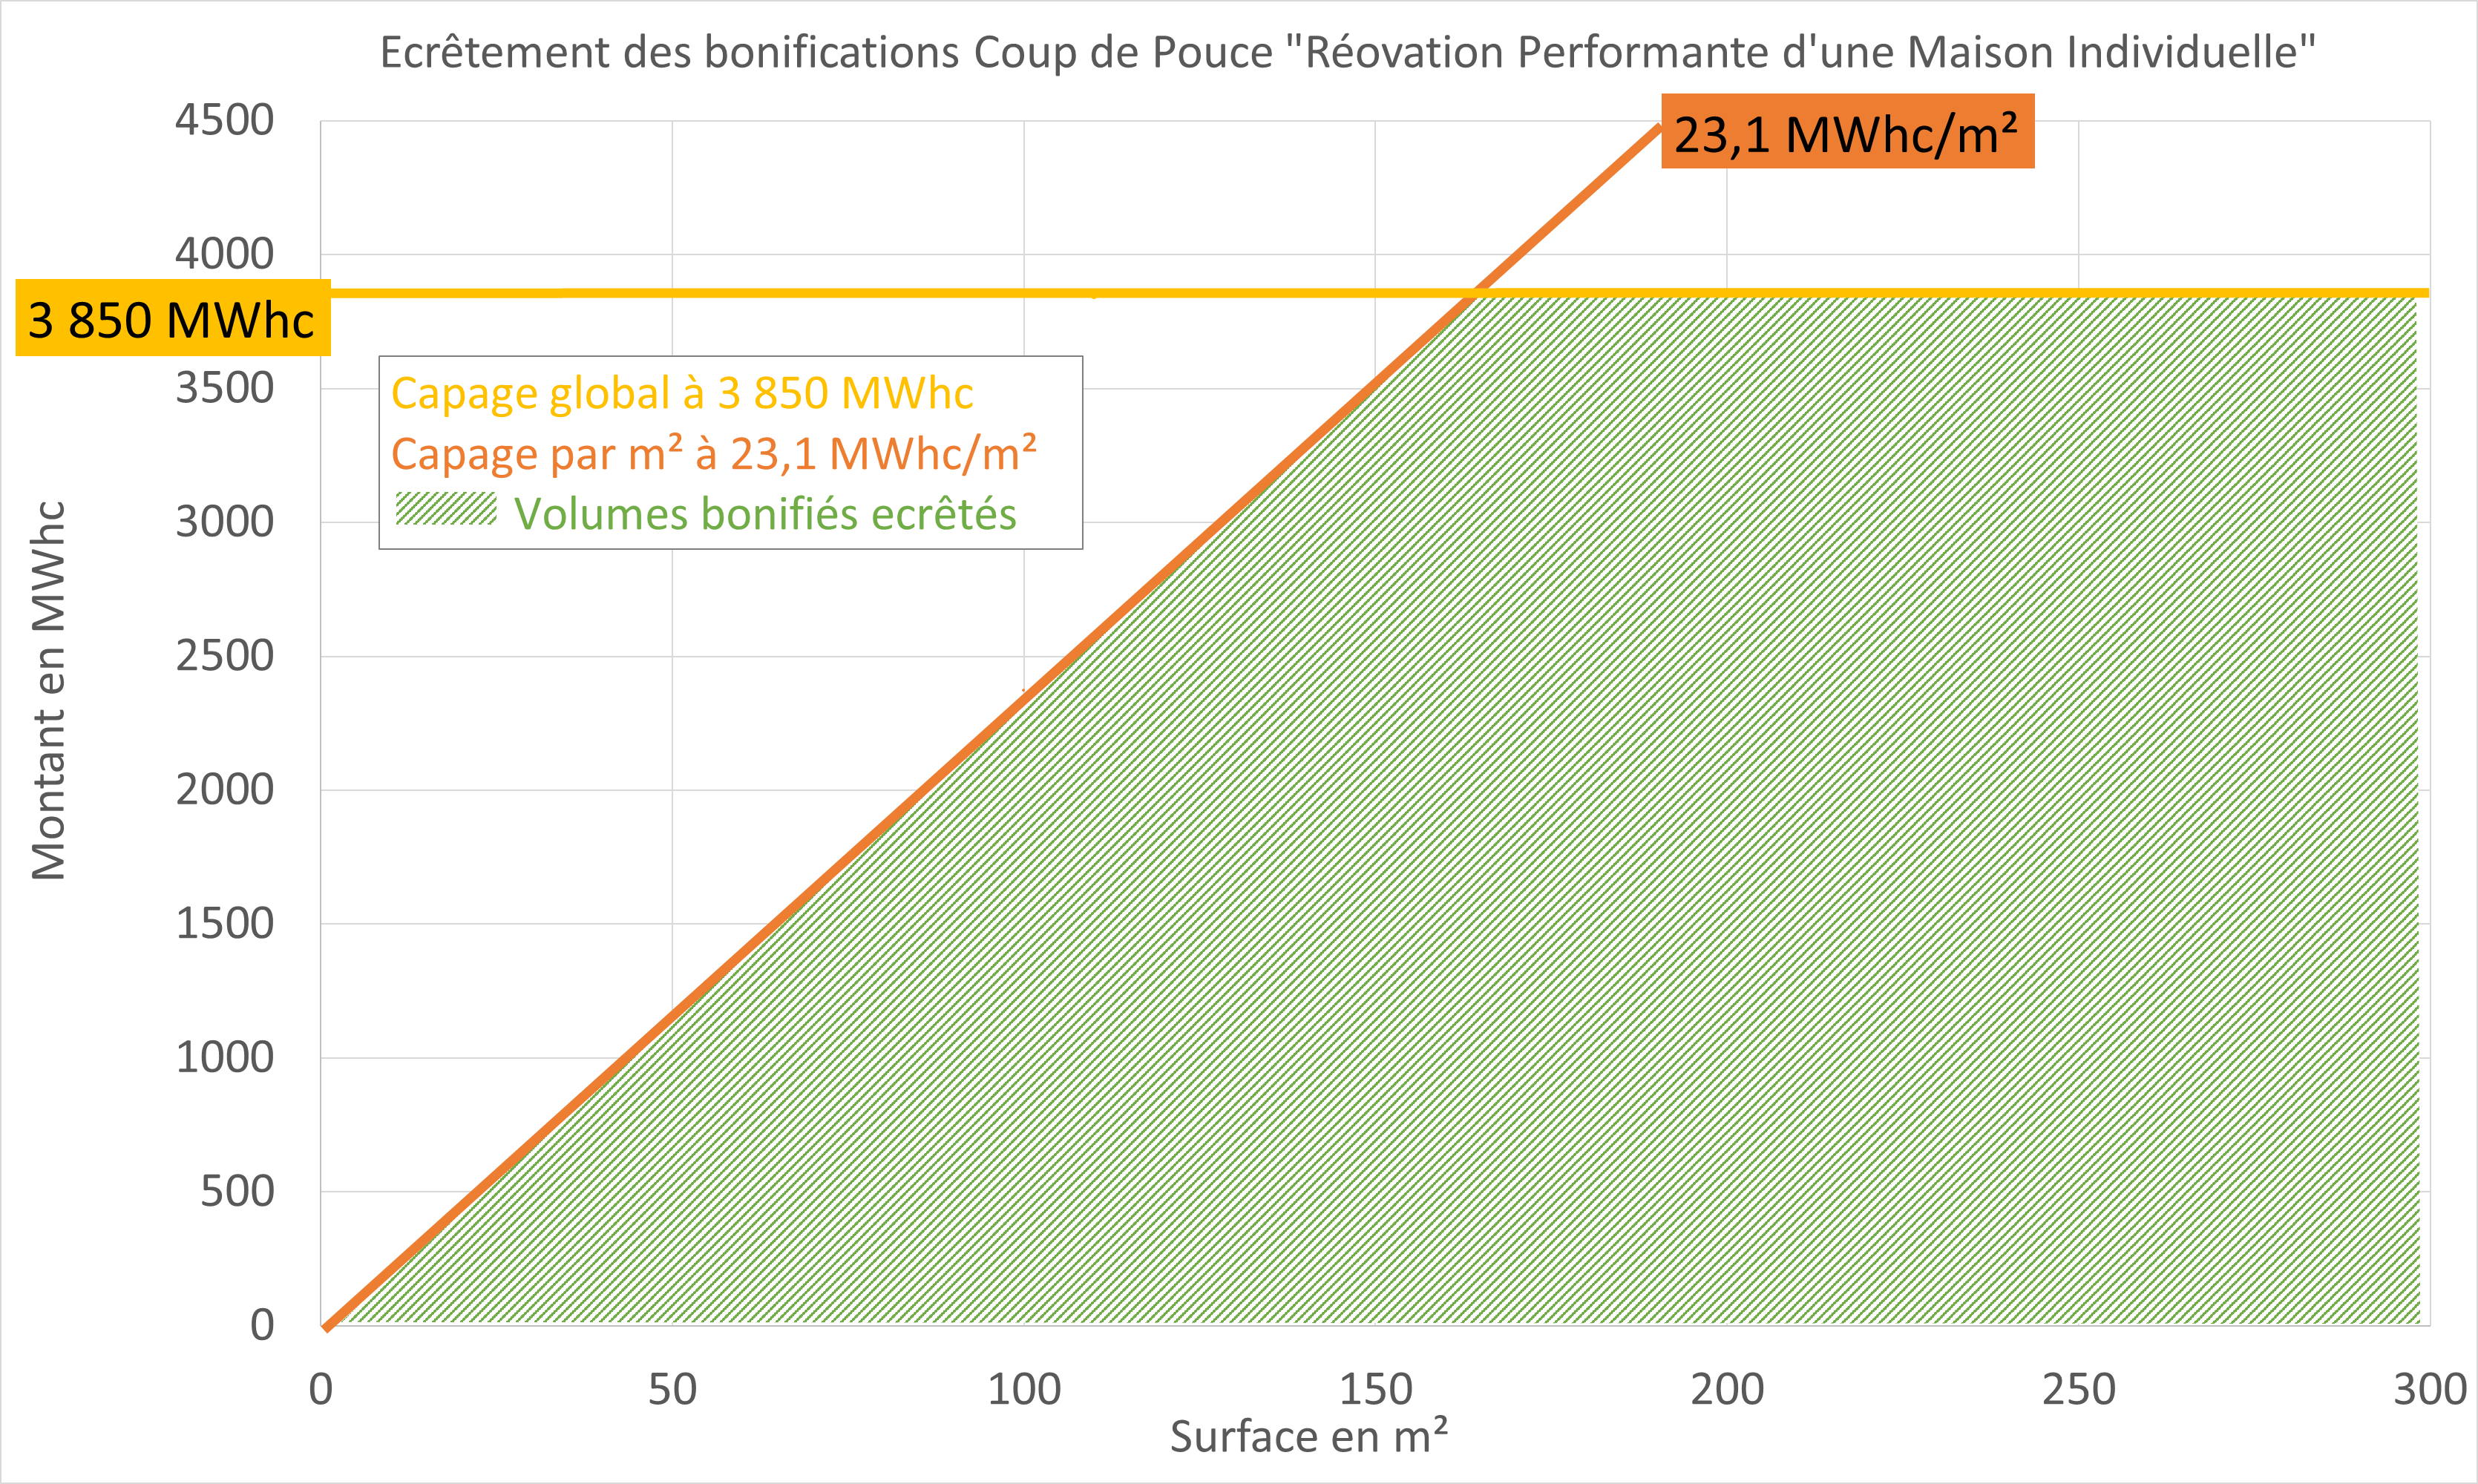 Ecrêtement des bonifications Coup de Pouce "Réovation Performante d'une Maison Individuelle"
4500
23,1 MWhc/m²
4000
3 850 MWhc
3500
Capage global à 3 850 MWhc
Capage par m² à 23,1 MWhc/m²
Volumes bonifiés ecrêtés
3000
2500
2000
1500
1000
500
0
Montant en MWhc
0 50 100 150 200 250 300
Surface en m²